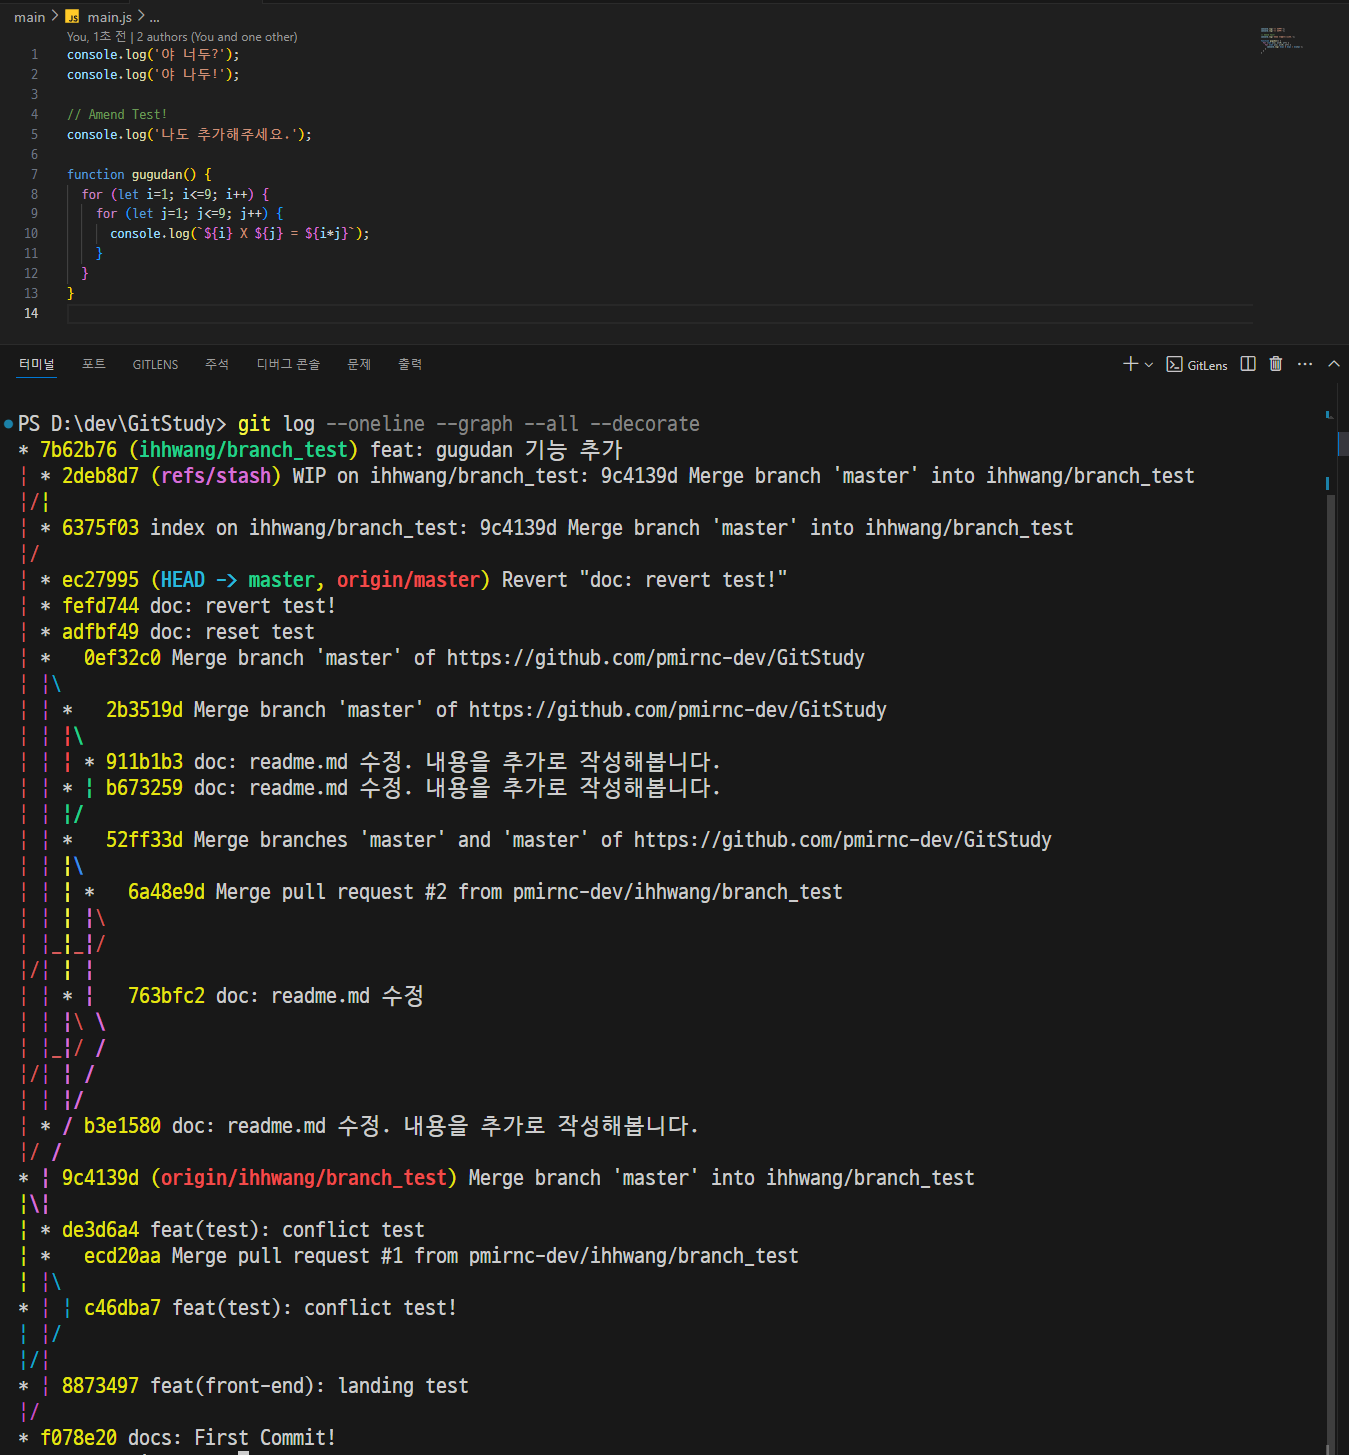 main > JS main.js > ...
You, 1초 전 | 2 authors (You and one other)
1 console.log('야 너두?');
2 console.log('야 나두!');
3
4 // Amend Test!
5 console.log('나도 추가해주세요.');
6
7 function gugudan() {
8 for (let i=1; i<=9; i++) {
9 for (let j=1; j<=9; j++) {
10 console.log(`${i} X ${j} = ${i*j}`);
11 }
12 }
13 }
14
터미널 포트 GITLENS 주석 디버그 콘솔 문제 출력 GitLens
PS D:\dev\GitStudy> git log --oneline --graph --all --decorate
* 7b62b76 (ihhwang/branch_test) feat: gugudan 기능 추가
| * 2deb8d7 (refs/stash) WIP on ihhwang/branch_test: 9c4139d Merge branch 'master' into ihhwang/branch_test
|/|
| * 6375f03 index on ihhwang/branch_test: 9c4139d Merge branch 'master' into ihhwang/branch_test
|/
| * ec27995 (HEAD -> master, origin/master) Revert "doc: revert test!"
| * fefd744 doc: revert test!
| * adfbf49 doc: reset test
| *   0ef32c0 Merge branch 'master' of https://github.com/pmirnc-dev/GitStudy
| |\
| | *   2b3519d Merge branch 'master' of https://github.com/pmirnc-dev/GitStudy
| | |\
| | | * 911b1b3 doc: readme.md 수정. 내용을 추가로 작성해봅니다.
| | * | b673259 doc: readme.md 수정. 내용을 추가로 작성해봅니다.
| | |/
| | *   52ff33d Merge branches 'master' and 'master' of https://github.com/pmirnc-dev/GitStudy
| | |\
| | | *   6a48e9d Merge pull request #2 from pmirnc-dev/ihhwang/branch_test
| | | |\
| |_|_|/
|/| | |
| | * |   763bfc2 doc: readme.md 수정
| | |\ \
| |_|/ /
|/| | /
| | |/
| * / b3e1580 doc: readme.md 수정. 내용을 추가로 작성해봅니다.
|/ /
* | 9c4139d (origin/ihhwang/branch_test) Merge branch 'master' into ihhwang/branch_test
|\|
| * de3d6a4 feat(test): conflict test
| *   ecd20aa Merge pull request #1 from pmirnc-dev/ihhwang/branch_test
| |\
* | | c46dba7 feat(test): conflict test!
| |/
|/|
* | 8873497 feat(front-end): landing test
|/
* f078e20 docs: First Commit!